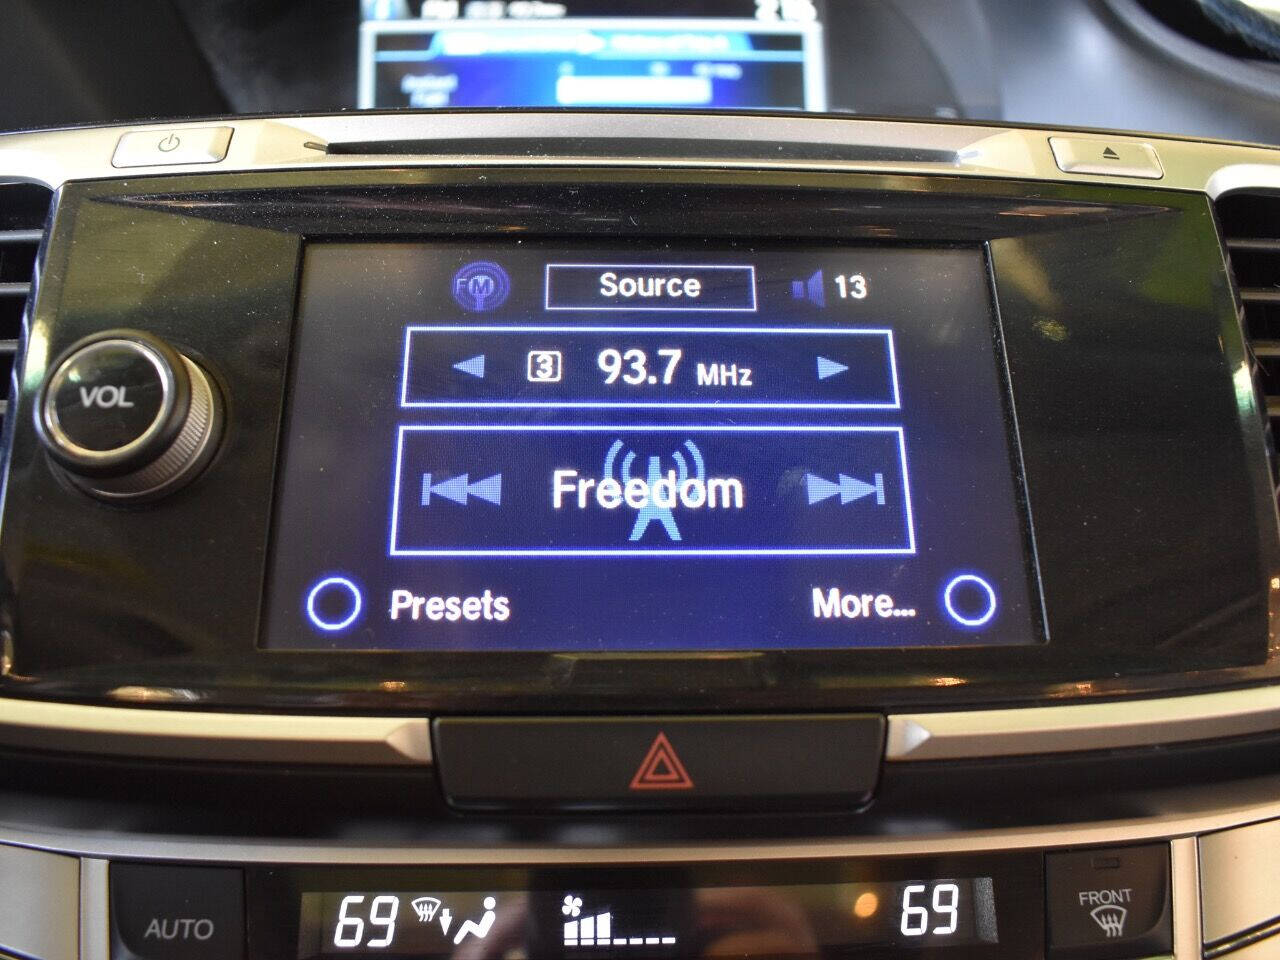 FM Source 13
VOL
3 93.7 MHz
Freedom
Presets More...
AUTO 69 69 FRONT